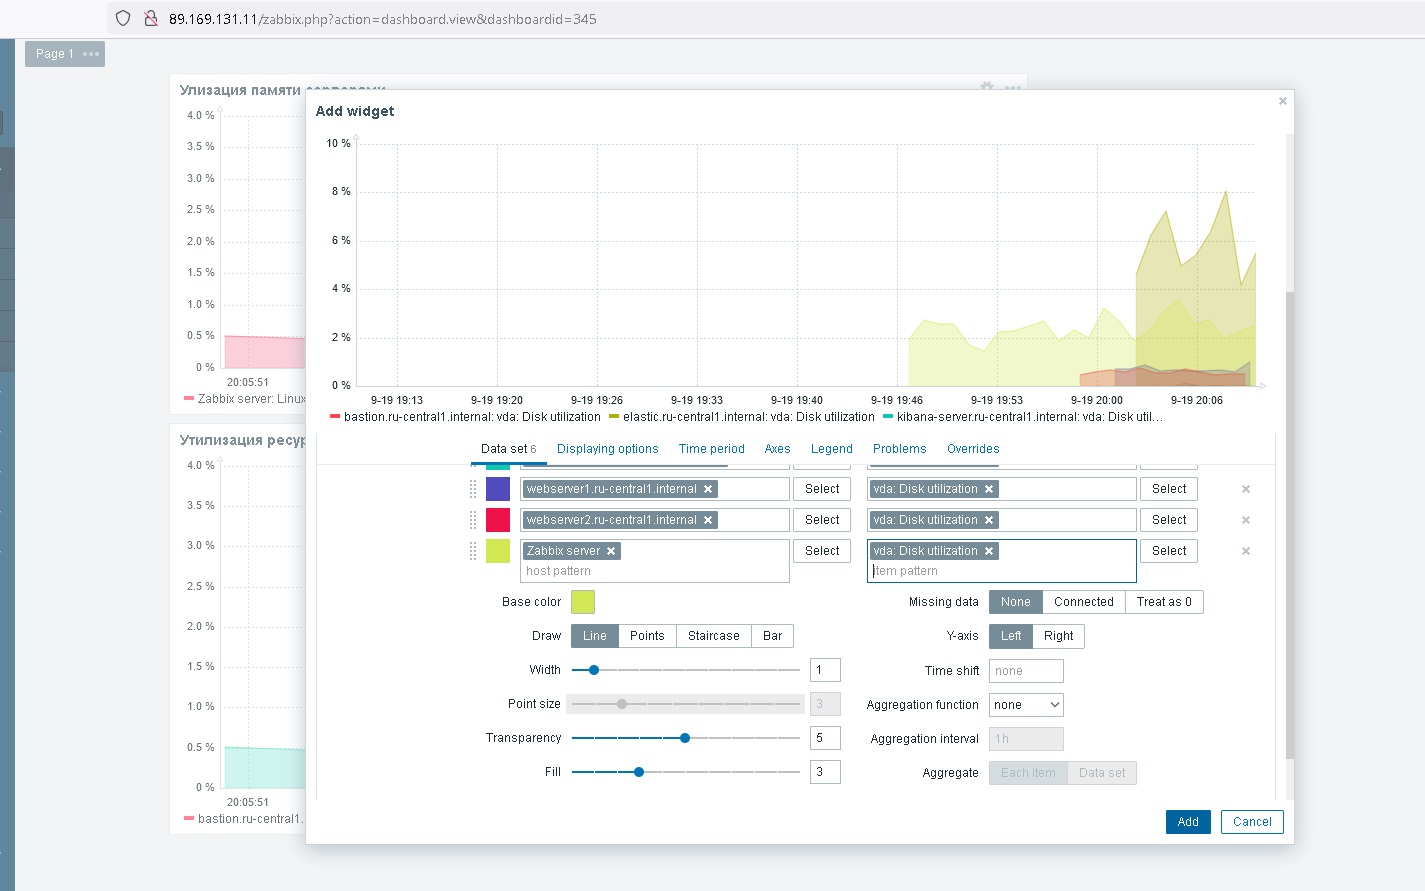 89.169.131.11/zabbix.php?action=dashboard.view&dashboardid=345
Page 1
Улизация памяти серверами
4.0 %
3.5 %
3.0 %
2.5 %
2.0 %
1.5 %
1.0 %
0.5 %
0 %
20:05:51
Zabbix server: Linux
Утилизация ресур
4.0 %
3.5 %
3.0 %
2.5 %
2.0 %
1.5 %
1.0 %
0.5 %
0 %
20:05:51
bastion.ru-central1.
Add widget
10 %
8 %
6 %
4 %
2 %
0 %
9-19 19:13 9-19 19:20 9-19 19:26 9-19 19:33 9-19 19:40 9-19 19:46 9-19 19:53 9-19 20:00 9-19 20:06
bastion.ru-central1.internal: vda: Disk utilization elastic.ru-central1.internal: vda: Disk utilization kibana-server.ru-central1.internal: vda: Disk util...
Data set 6 Displaying options Time period Axes Legend Problems Overrides
webserver1.ru-central1.internal Select vda: Disk utilization Select
webserver2.ru-central1.internal Select vda: Disk utilization Select
Zabbix server Select vda: Disk utilization Select
host pattern item pattern
Base color Missing data None Connected Treat as 0
Draw Line Points Staircase Bar Y-axis Left Right
Width 1 Time shift none
Point size 3 Aggregation function none
Transparency 5 Aggregation interval 1h
Fill 3 Aggregate Each item Data set
Add Cancel